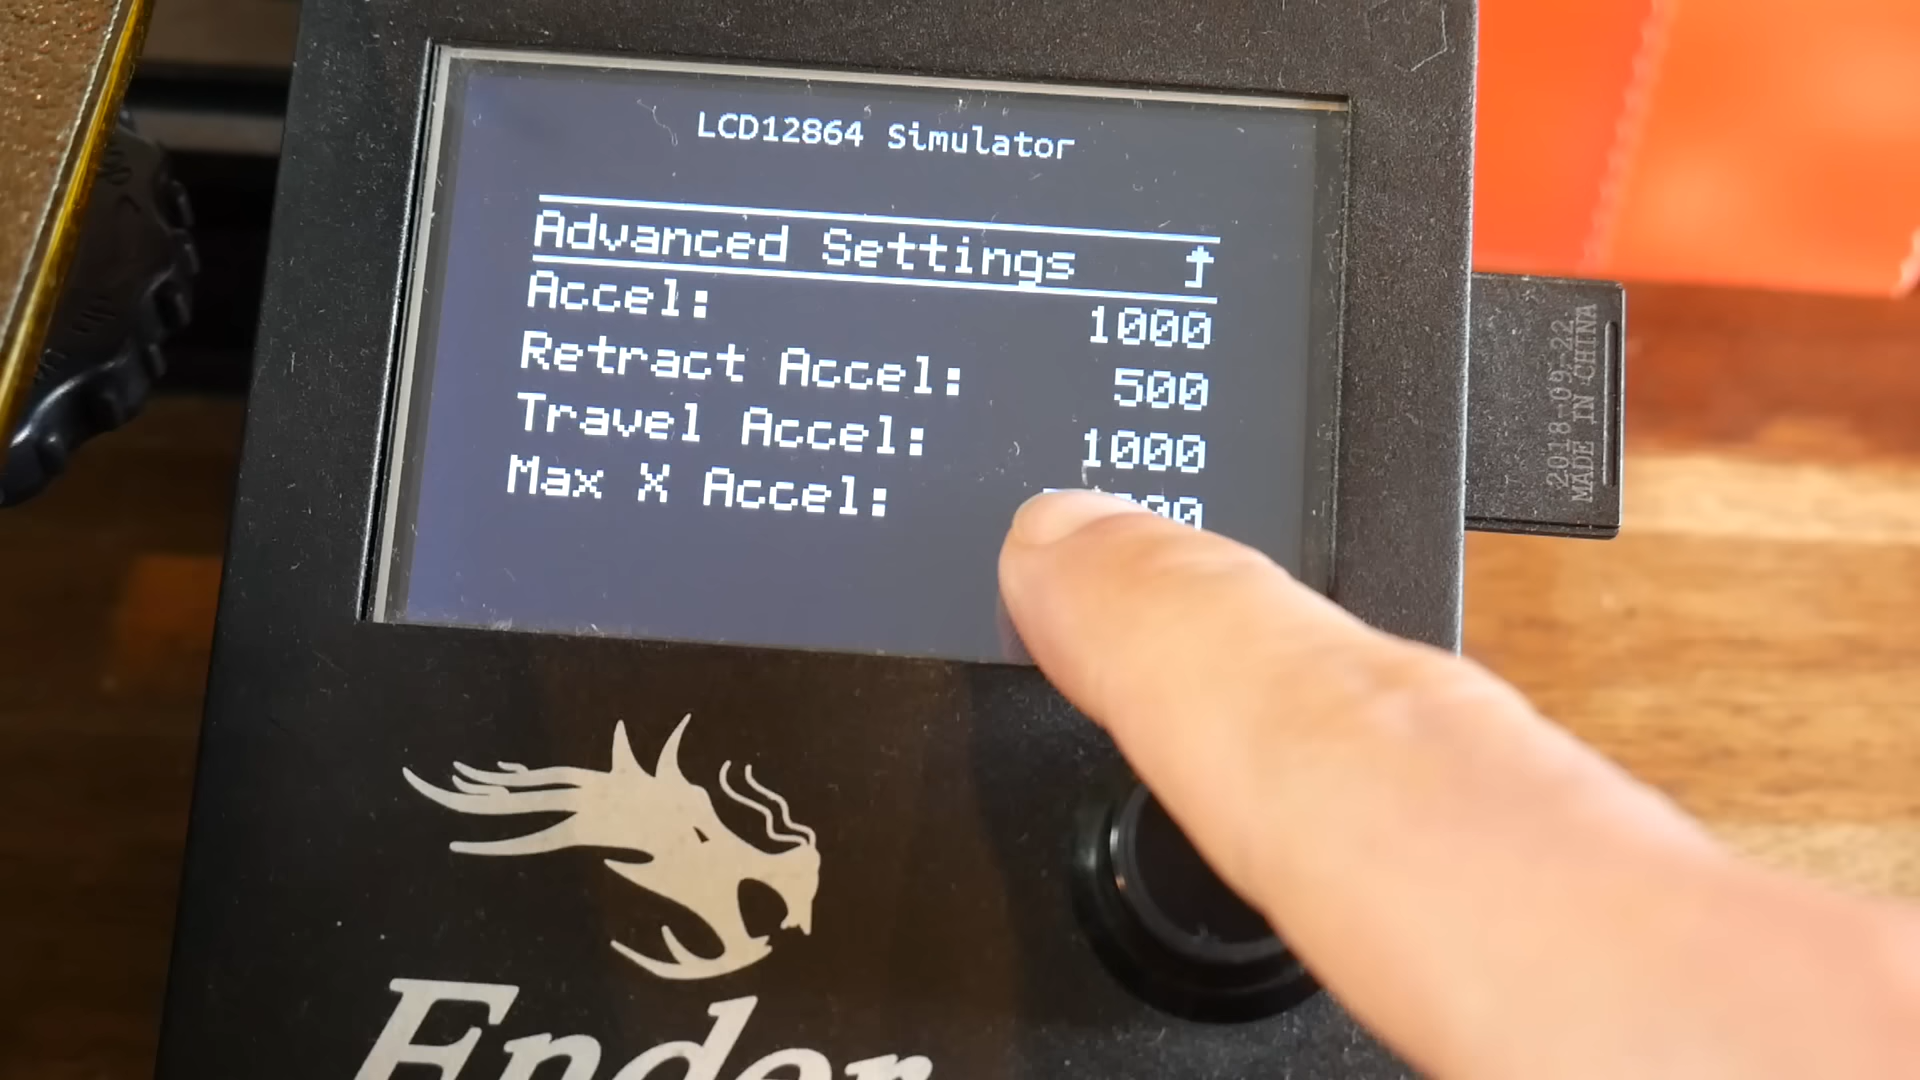 LCD12864 Simulator
Advanced Settings
Accel: 1000
Retract Accel: 500
Travel Accel: 1000
Max X Accel:
Ender
2018-09-22
MADE IN CHINA